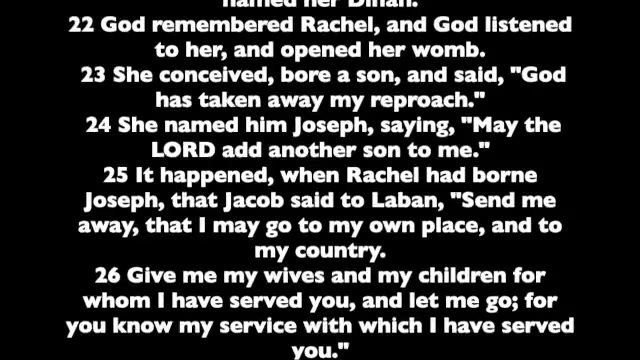 named her Dinah.
22 God remembered Rachel, and God listened
to her, and opened her womb.
23 She conceived, bore a son, and said, "God
has taken away my reproach."
24 She named him Joseph, saying, "May the
LORD add another son to me."
25 It happened, when Rachel had borne
Joseph, that Jacob said to Laban, "Send me
away, that I may go to my own place, and to
my country.
26 Give me my wives and my children for
whom I have served you, and let me go; for
you know my service with which I have served
you."